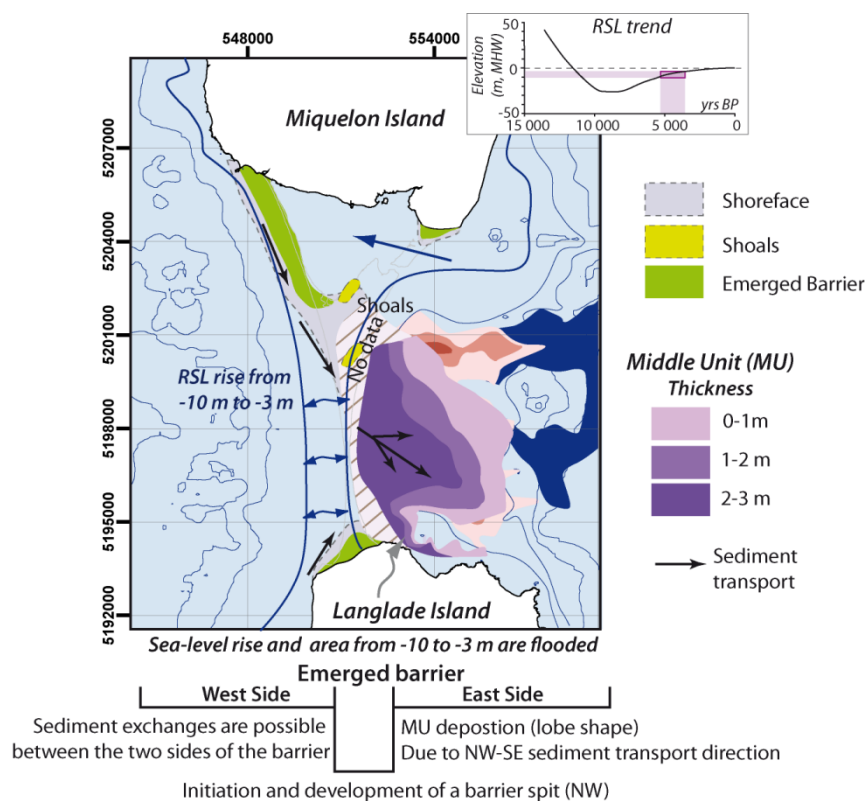 548000
554000
50
0
-50
Elevation
(m, MHW)
RSL trend
yrs BP
15 000
10 000
5 000
0
Miquelon Island
5207000
5204000
5201000
5198000
5195000
5192000
Shoals
No data
RSL rise from
-10 m to -3 m
Langlade Island
Shoreface
Shoals
Emerged Barrier
Middle Unit (MU)
Thickness
0-1m
1-2 m
2-3 m
Sediment
transport
Sea-level rise and area from -10 to -3 m are flooded
Emerged barrier
West Side
East Side
Sediment exchanges are possible
between the two sides of the barrier
MU depostion (lobe shape)
Due to NW-SE sediment transport direction
Initiation and development of a barrier spit (NW)